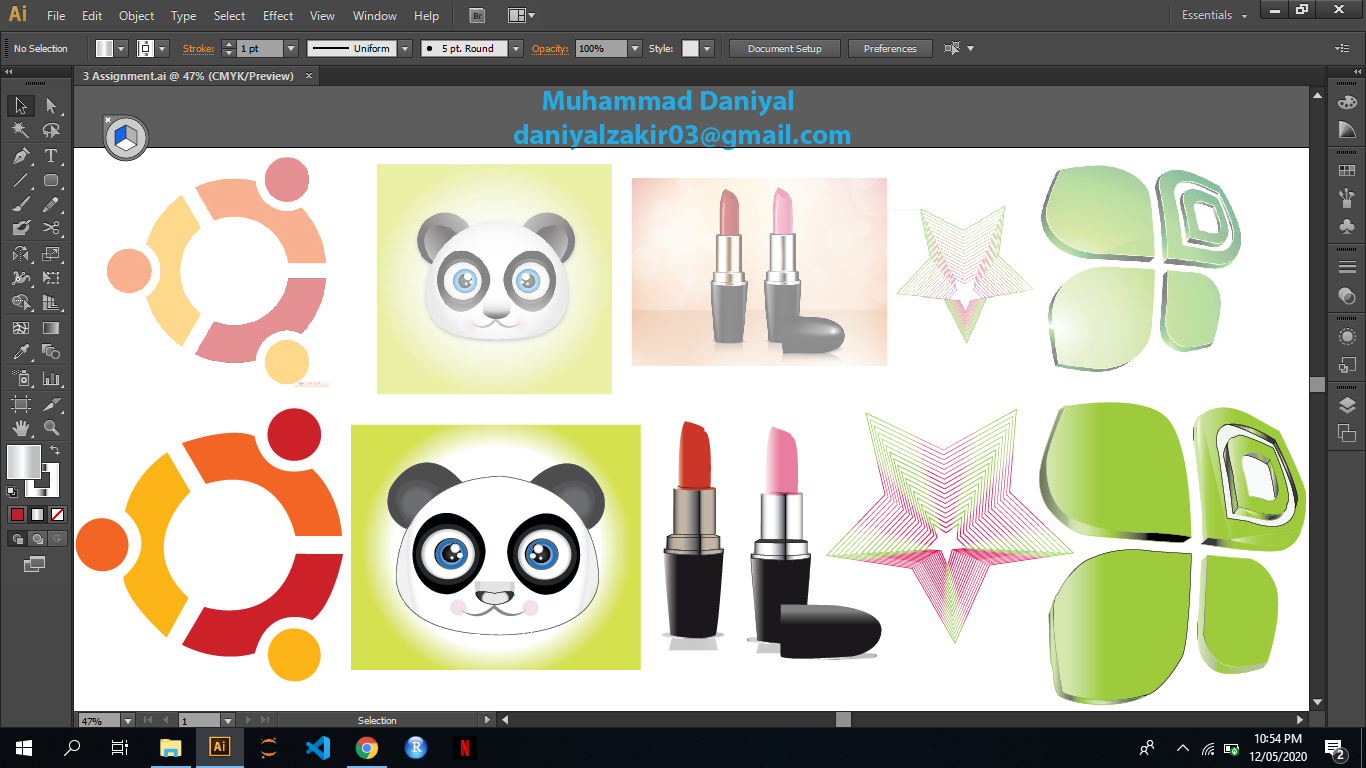 Ai File Edit Object Type Select Effect View Window Help Br Essentials
No Selection Stroke: 1 pt Uniform 5 pt. Round Opacity: 100% Style: Document Setup Preferences
3 Assignment.ai @ 47% (CMYK/Preview)
Muhammad Daniyal
daniyalzakir03@gmail.com
T
47% 1 Selection
Ai R N
10:54 PM
12/05/2020
2